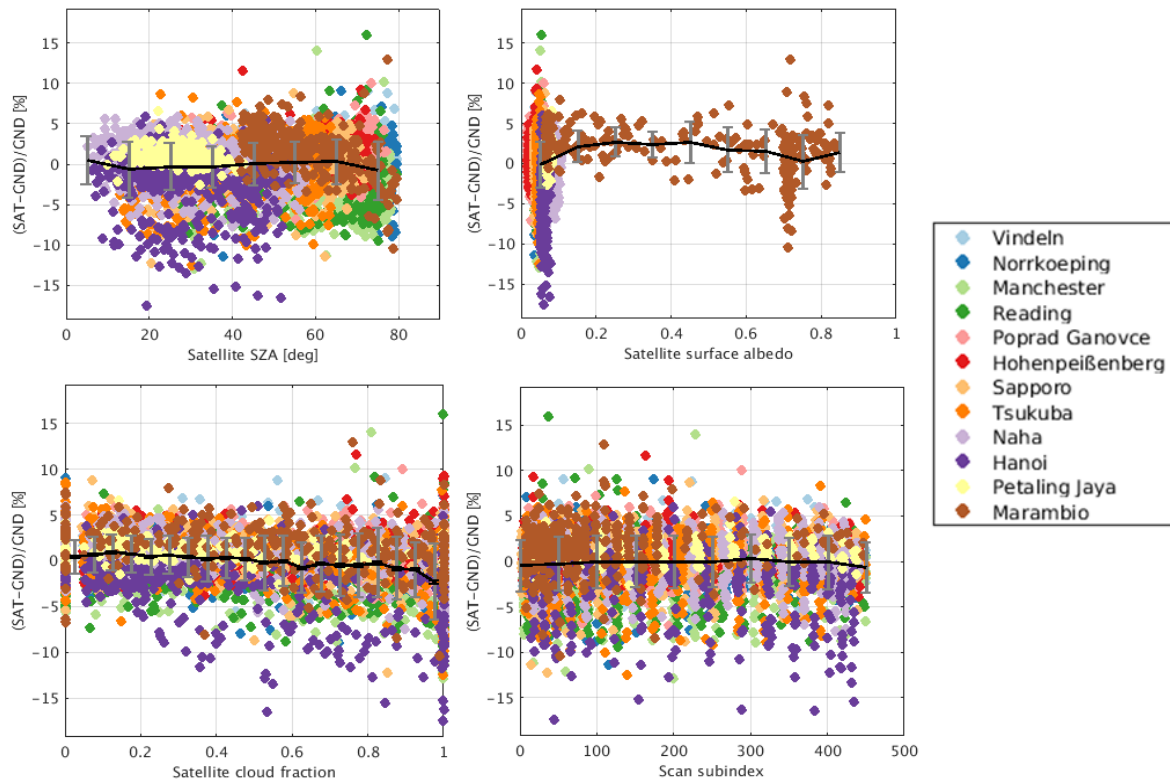 15
10
5
0
−5
−10
−15
(SAT−GND)/GND [%]
0
20
40
60
80
Satellite SZA [deg]
15
10
5
0
−5
−10
−15
(SAT−GND)/GND [%]
0
0.2
0.4
0.6
0.8
1
Satellite surface albedo
15
10
5
0
−5
−10
−15
(SAT−GND)/GND [%]
0
0.2
0.4
0.6
0.8
1
Satellite cloud fraction
15
10
5
0
−5
−10
−15
(SAT−GND)/GND [%]
0
100
200
300
400
500
Scan subindex
Vindeln
Norrkoeping
Manchester
Reading
Poprad Ganovce
Hohenpeißenberg
Sapporo
Tsukuba
Naha
Hanoi
Petaling Jaya
Marambio